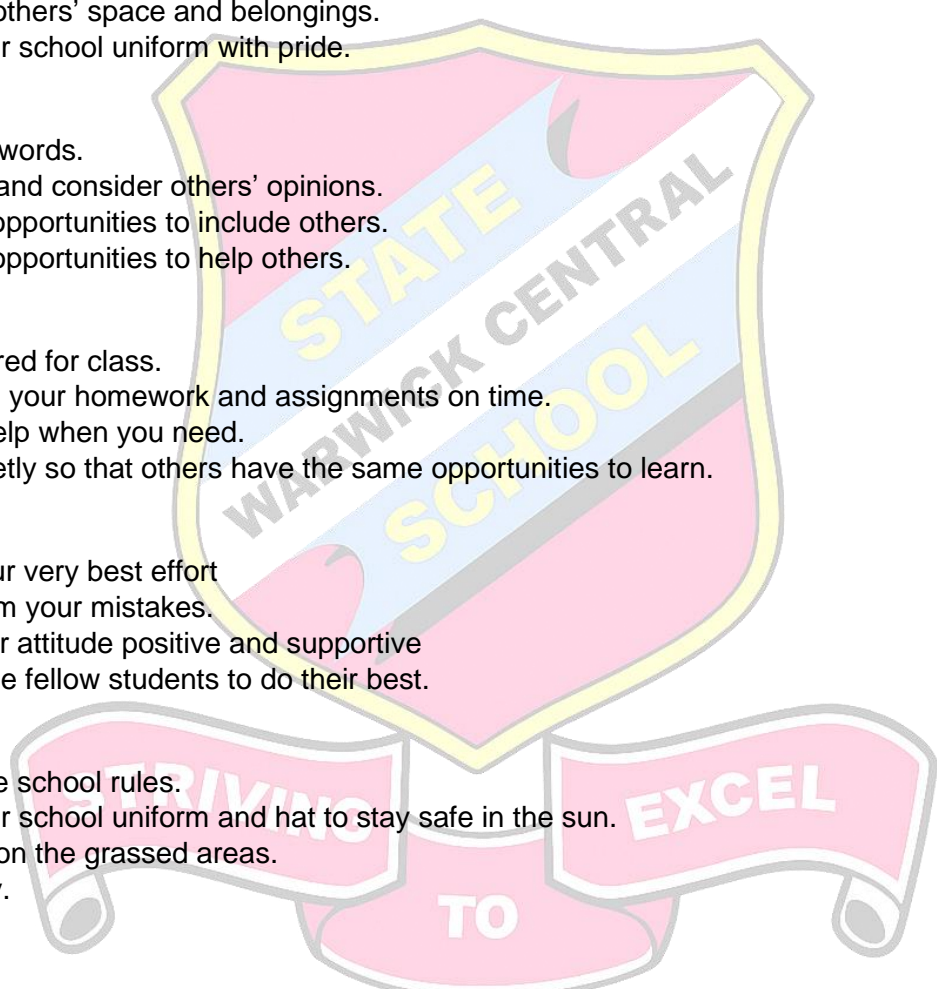 others’ space and belongings.
r school uniform with pride.
words.
and consider others’ opinions.
opportunities to include others.
opportunities to help others.
red for class.
your homework and assignments on time.
elp when you need.
etly so that others have the same opportunities to learn.
ur very best effort
m your mistakes.
r attitude positive and supportive
e fellow students to do their best.
e school rules.
r school uniform and hat to stay safe in the sun.
on the grassed areas.
.
STATE
WARWICK CENTRAL
SCHOOL
STRIVING
TO
EXCEL